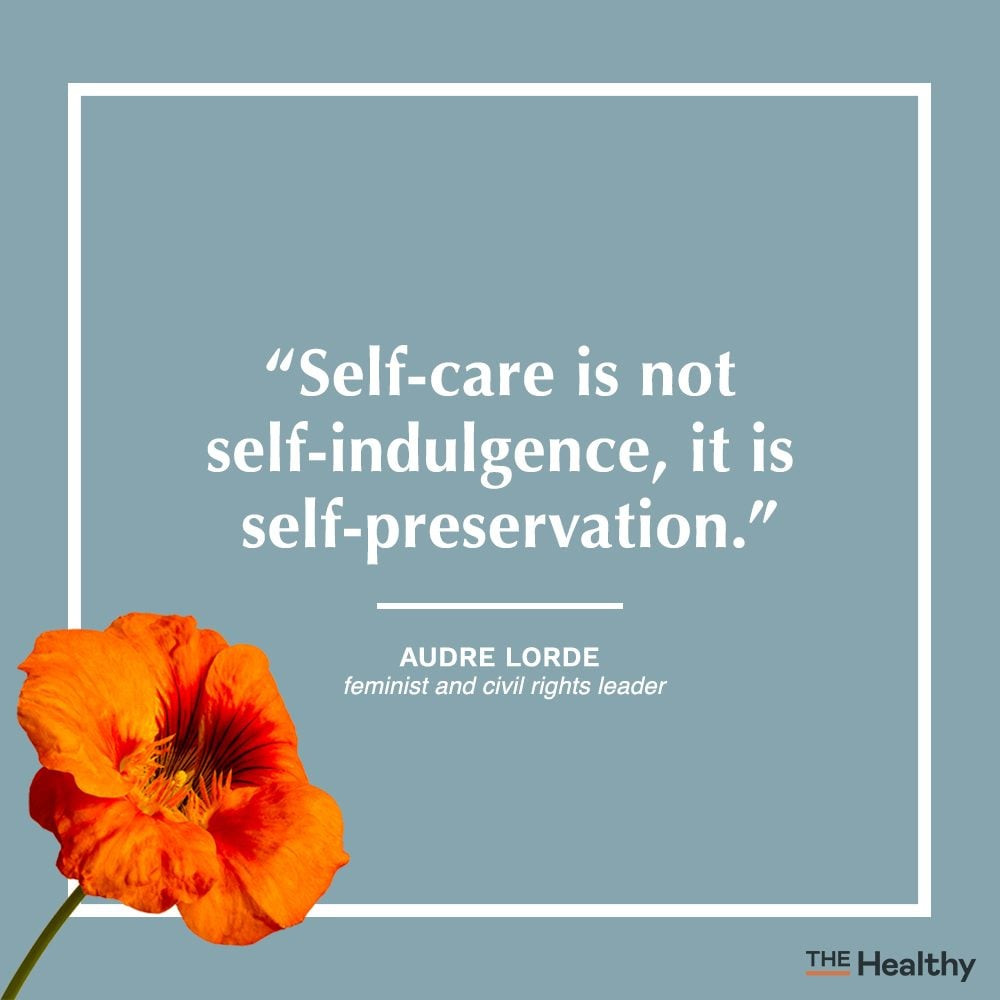 “Self-care is not
self-indulgence, it is
self-preservation.”
AUDRE LORDE
feminist and civil rights leader
THE Healthy